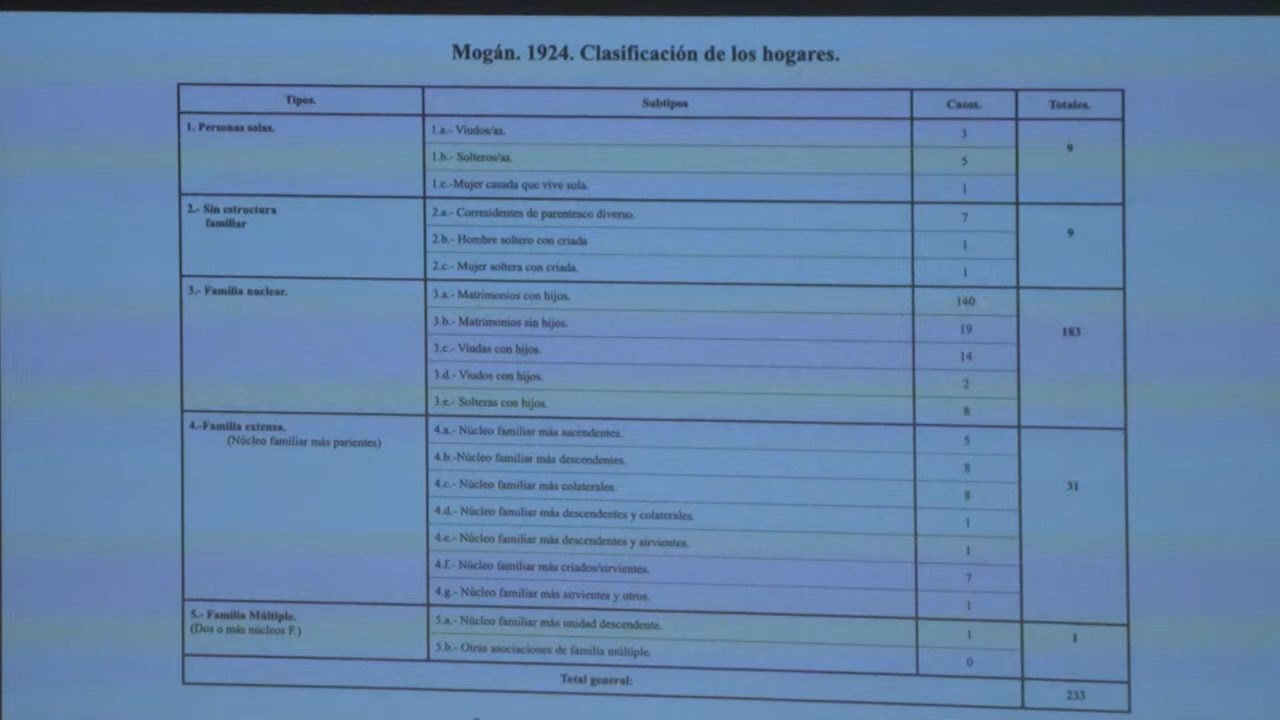 Mogán. 1924. Clasificación de los hogares.
Tipos. Subtipos Casos. Totales.
1. Personas solas. 1.a.- Viudos/as. 3 9
1.b.- Solteros/as. 5
1.c.-Mujer casada que vive sola. 1
2.- Sin estructura familiar 2.a.- Corresidentes de parentesco diverso. 7 9
2.b.- Hombre soltero con criada 1
2.c.- Mujer soltera con criada. 1
3.- Familia nuclear. 3.a.- Matrimonios con hijos. 140 183
3.b.- Matrimonios sin hijos. 19
3.c.- Viudas con hijos. 14
3.d.- Viudos con hijos. 2
3.e.- Solteras con hijos. 8
4.-Familia extensa. 4.a.- Núcleo familiar más ascendentes. 5 31
(Núcleo familiar más parientes)
4.b.-Núcleo familiar más descendentes. 8
4.c.- Núcleo familiar más colaterales. 8
4.d.- Núcleo familiar más descendentes y colaterales. 1
4.e.- Núcleo familiar más descendentes y sirvientes. 1
4.f.- Núcleo familiar más criados/sirvientes. 7
4.g.- Núcleo familiar más sirvientes y otros. 1
5.- Familia Múltiple. 5.a.- Núcleo familiar más unidad descendente. 1 1
(Dos o más núcleos F.)
5.b.- Otras asociaciones de familia múltiple. 0
Total general: 233